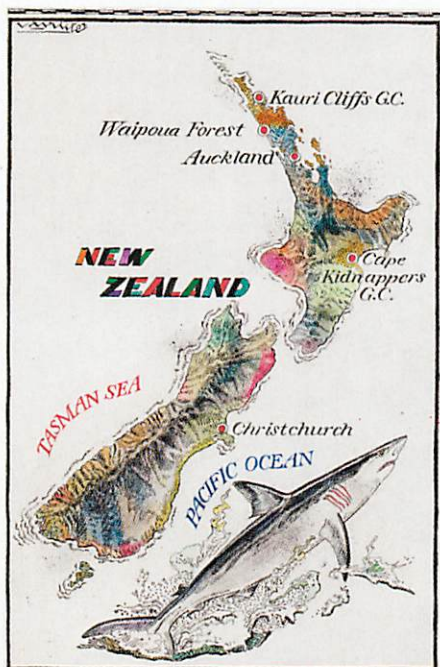 Kauri Cliffs G.C.
Waipoua Forest
Auckland
NEW
ZEALAND
Cape
Kidnappers
G.C.
TASMAN SEA
Christchurch
PACIFIC OCEAN